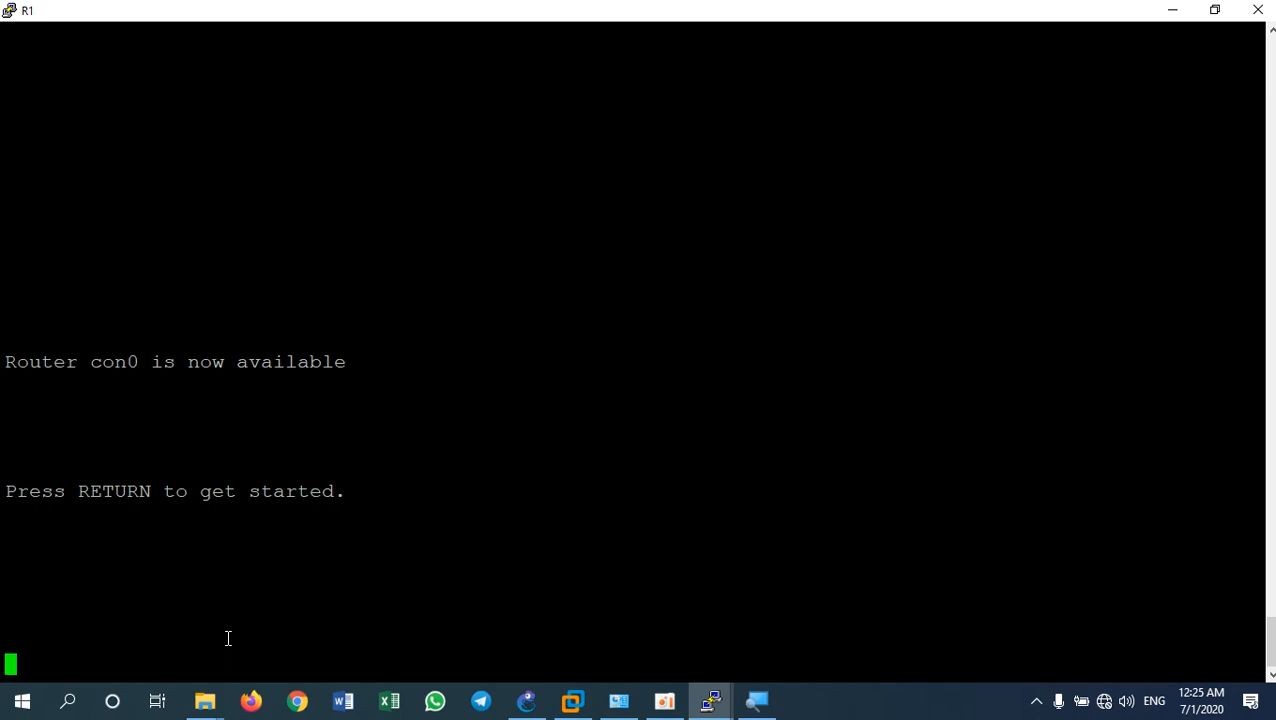 R1
Router con0 is now available
Press RETURN to get started.
ENG
12:25 AM
7/1/2020